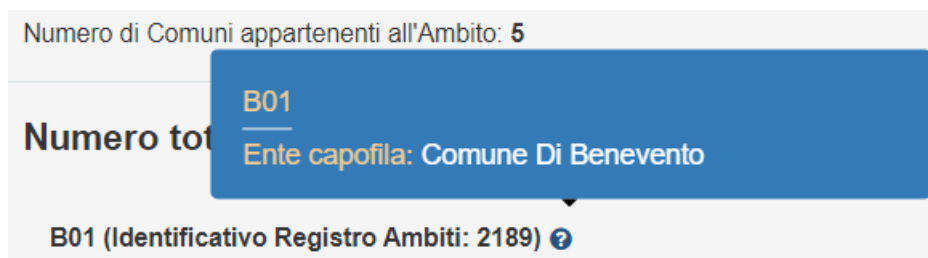 Numero di Comuni appartenenti all'Ambito: 5
B01
Numero tot
Ente capofila: Comune Di Benevento
B01 (Identificativo Registro Ambiti: 2189) ?